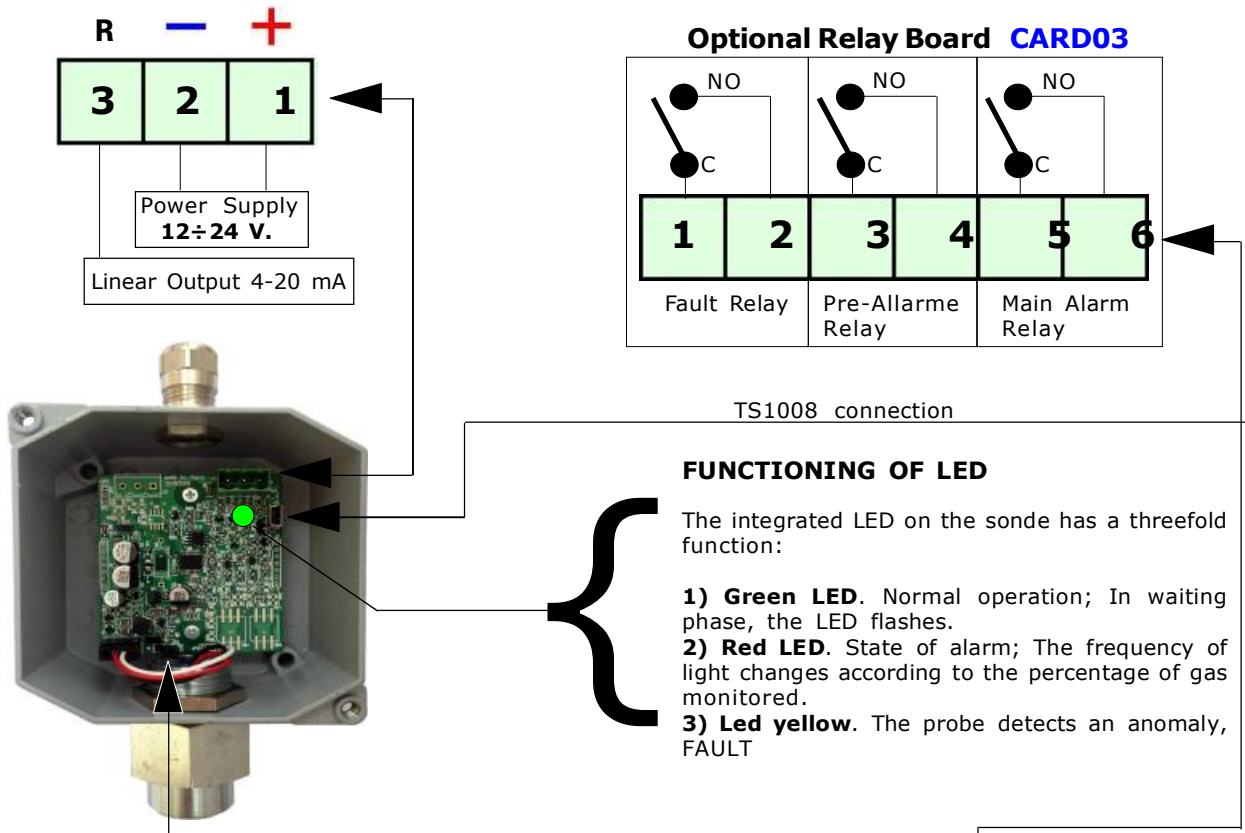 R − +
3 2 1
Power Supply
12÷24 V.
Linear Output 4-20 mA
Optional Relay Board CARD03
NO NO NO
C C C
1 2 3 4 5 6
Fault Relay
Pre-Allarme
Relay
Main Alarm
Relay
TS1008 connection
FUNCTIONING OF LED
The integrated LED on the sonde has a threefold
function:
1) Green LED. Normal operation; In waiting
phase, the LED flashes.
2) Red LED. State of alarm; The frequency of
light changes according to the percentage of gas
monitored.
3) Led yellow. The probe detects an anomaly,
FAULT